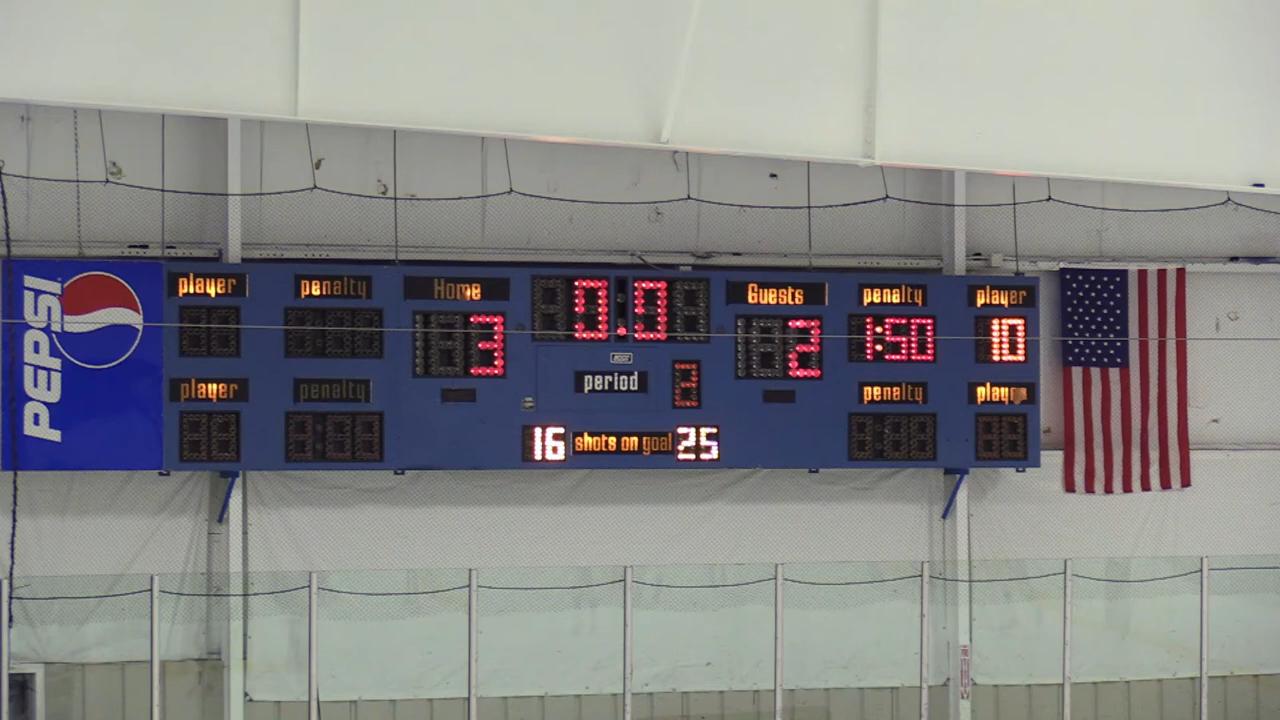 PEPSI
player penalty Home 0.0 Guests penalty player
3 2 1:50 10
player penalty period 2 penalty player
16 shots on goal 25